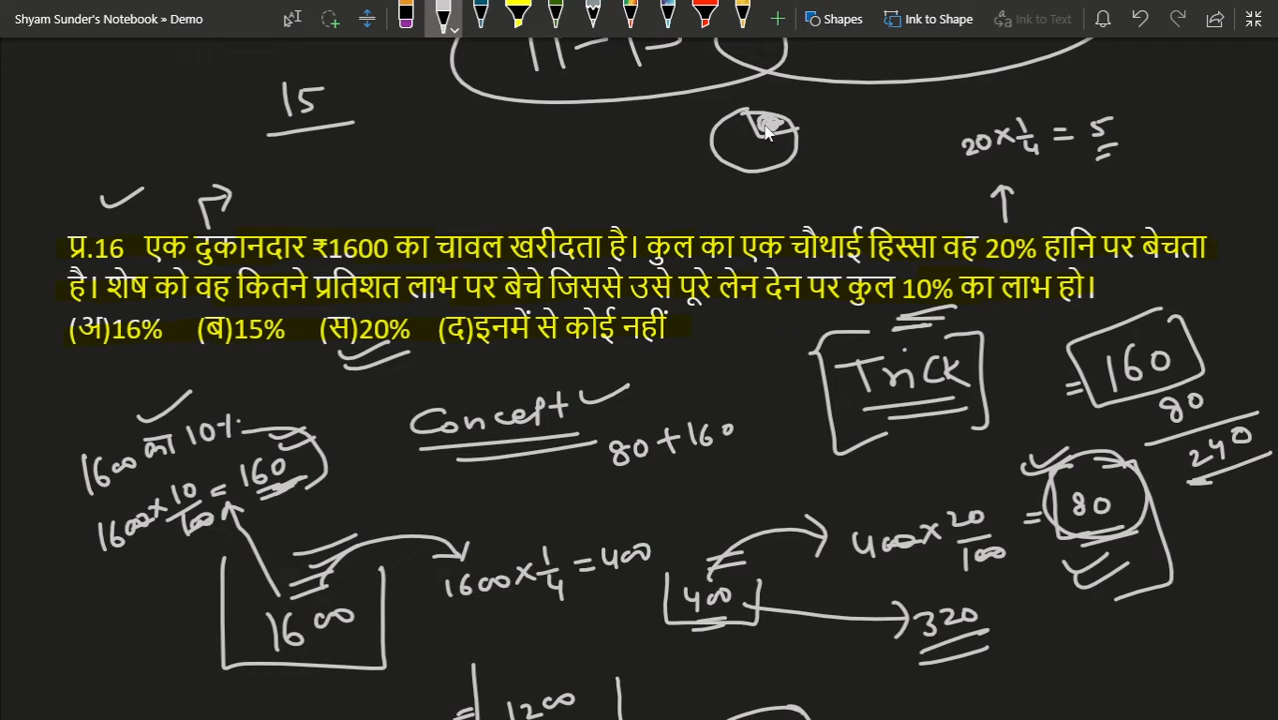 Shyam Sunder's Notebook » Demo
Shapes
Ink to Shape
Ink to Text
15
20 × 1/4 = 5
प्र.16 एक दुकानदार ₹1600 का चावल खरीदता है। कुल का एक चौथाई हिस्सा वह 20% हानि पर बेचता
है। शेष को वह कितने प्रतिशत लाभ पर बेचे जिससे उसे पूरे लेन देन पर कुल 10% का लाभ हो।
(अ)16% (ब)15% (स)20% (द)इनमें से कोई नहीं
Trick
= 160
80
240
Concept
80 + 160
1600 का 10%
1600 × 10/100 = 160
400 × 20/100 = 80
1600 × 1/4 = 400
400
320
1600
= 1200